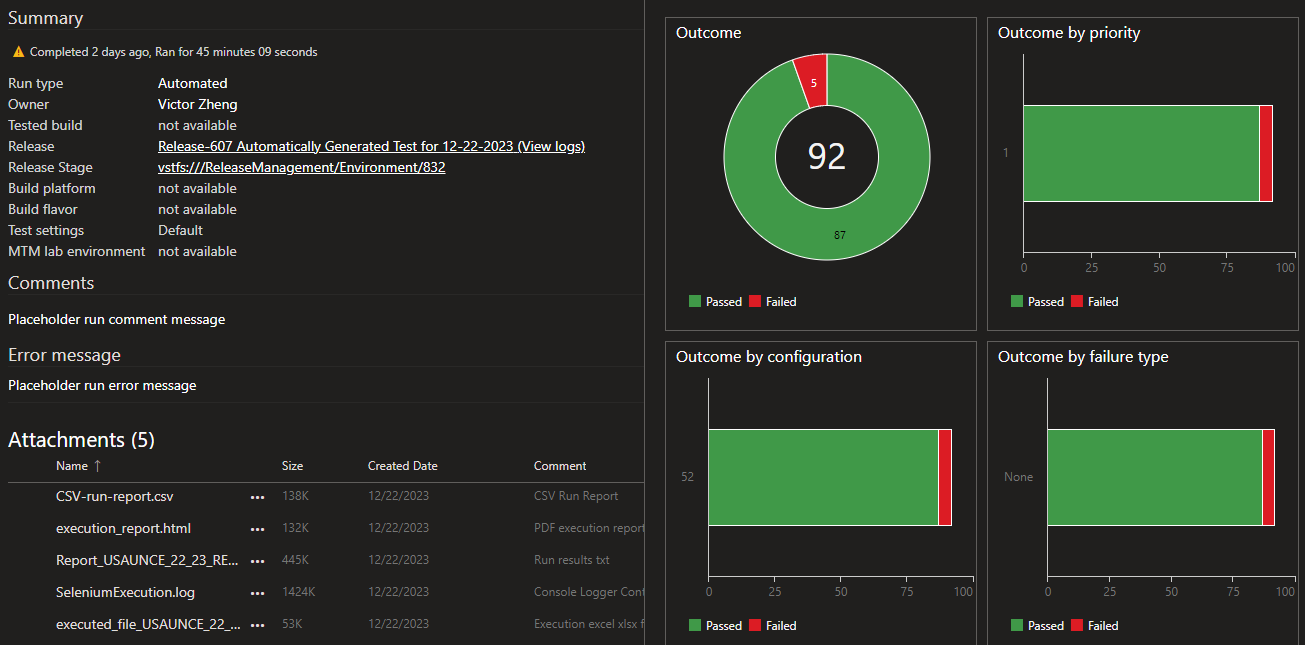 Summary
Completed 2 days ago, Ran for 45 minutes 09 seconds
Run type Automated
Owner Victor Zheng
Tested build not available
Release Release-607 Automatically Generated Test for 12-22-2023 (View logs)
Release Stage vstfs:///ReleaseManagement/Environment/832
Build platform not available
Build flavor not available
Test settings Default
MTM lab environment not available
Comments
Placeholder run comment message
Error message
Placeholder run error message
Attachments (5)
Name ↑ Size Created Date Comment
CSV-run-report.csv ... 138K 12/22/2023 CSV Run Report
execution_report.html ... 132K 12/22/2023 PDF execution report
Report_USAUNCE_22_23_RE... ... 445K 12/22/2023 Run results txt
SeleniumExecution.log ... 1424K 12/22/2023 Console Logger Cont
executed_file_USAUNCE_22_... ... 53K 12/22/2023 Execution excel xlsx f
Outcome
5
92
87
Passed Failed
Outcome by priority
1
0 25 50 75 100
Passed Failed
Outcome by configuration
52
0 25 50 75 100
Passed Failed
Outcome by failure type
None
0 25 50 75 100
Passed Failed